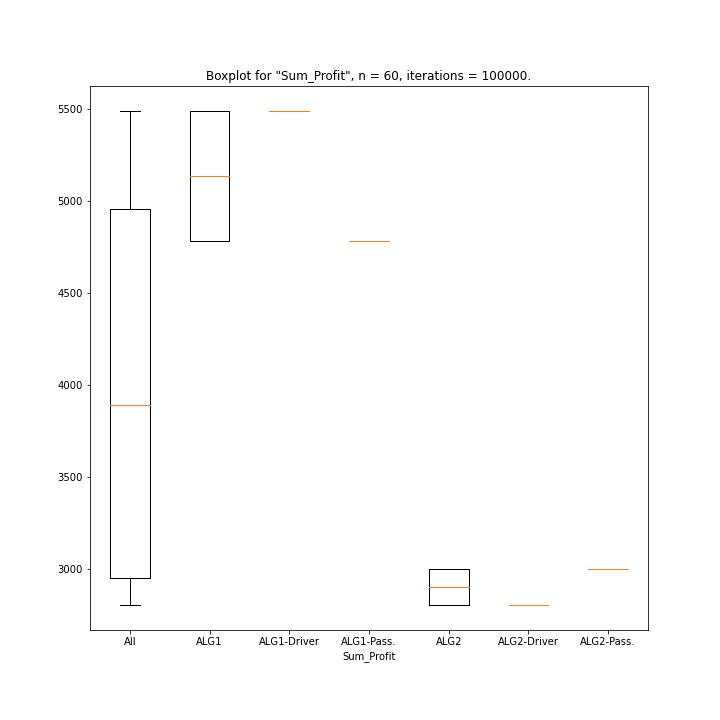 Boxplot for "Sum_Profit", n = 60, iterations = 100000.
5500
5000
4500
4000
3500
3000
All ALG1 ALG1-Driver ALG1-Pass. ALG2 ALG2-Driver ALG2-Pass.
Sum_Profit